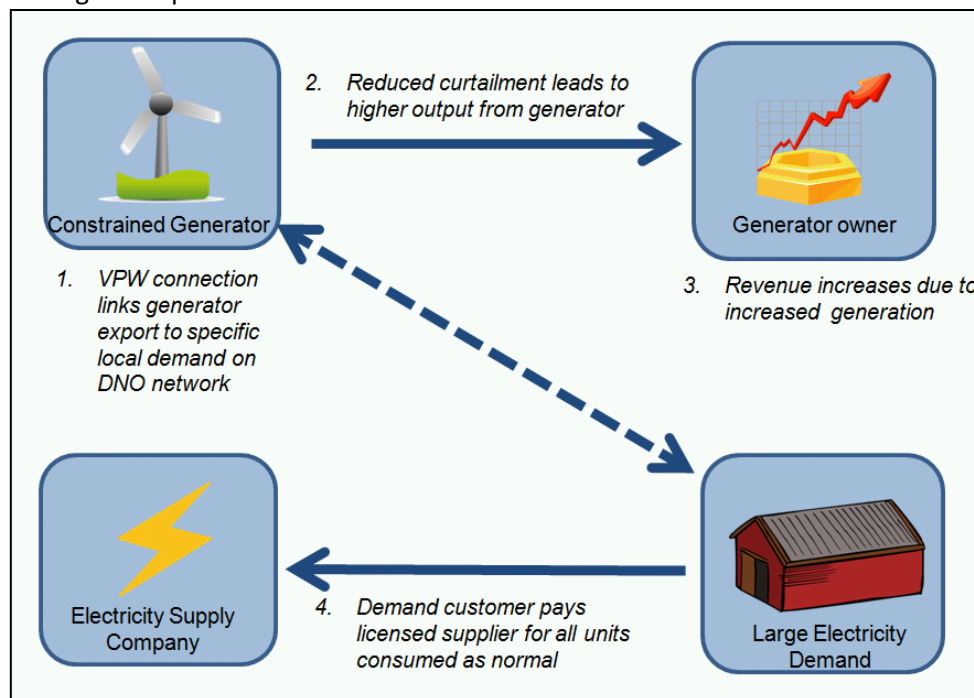 2. Reduced curtailment leads to
higher output from generator
Constrained Generator
Generator owner
1. VPW connection
links generator
export to specific
local demand on
DNO network
3. Revenue increases due to
increased generation
Electricity Supply
Company
4. Demand customer pays
licensed supplier for all units
consumed as normal
Large Electricity
Demand